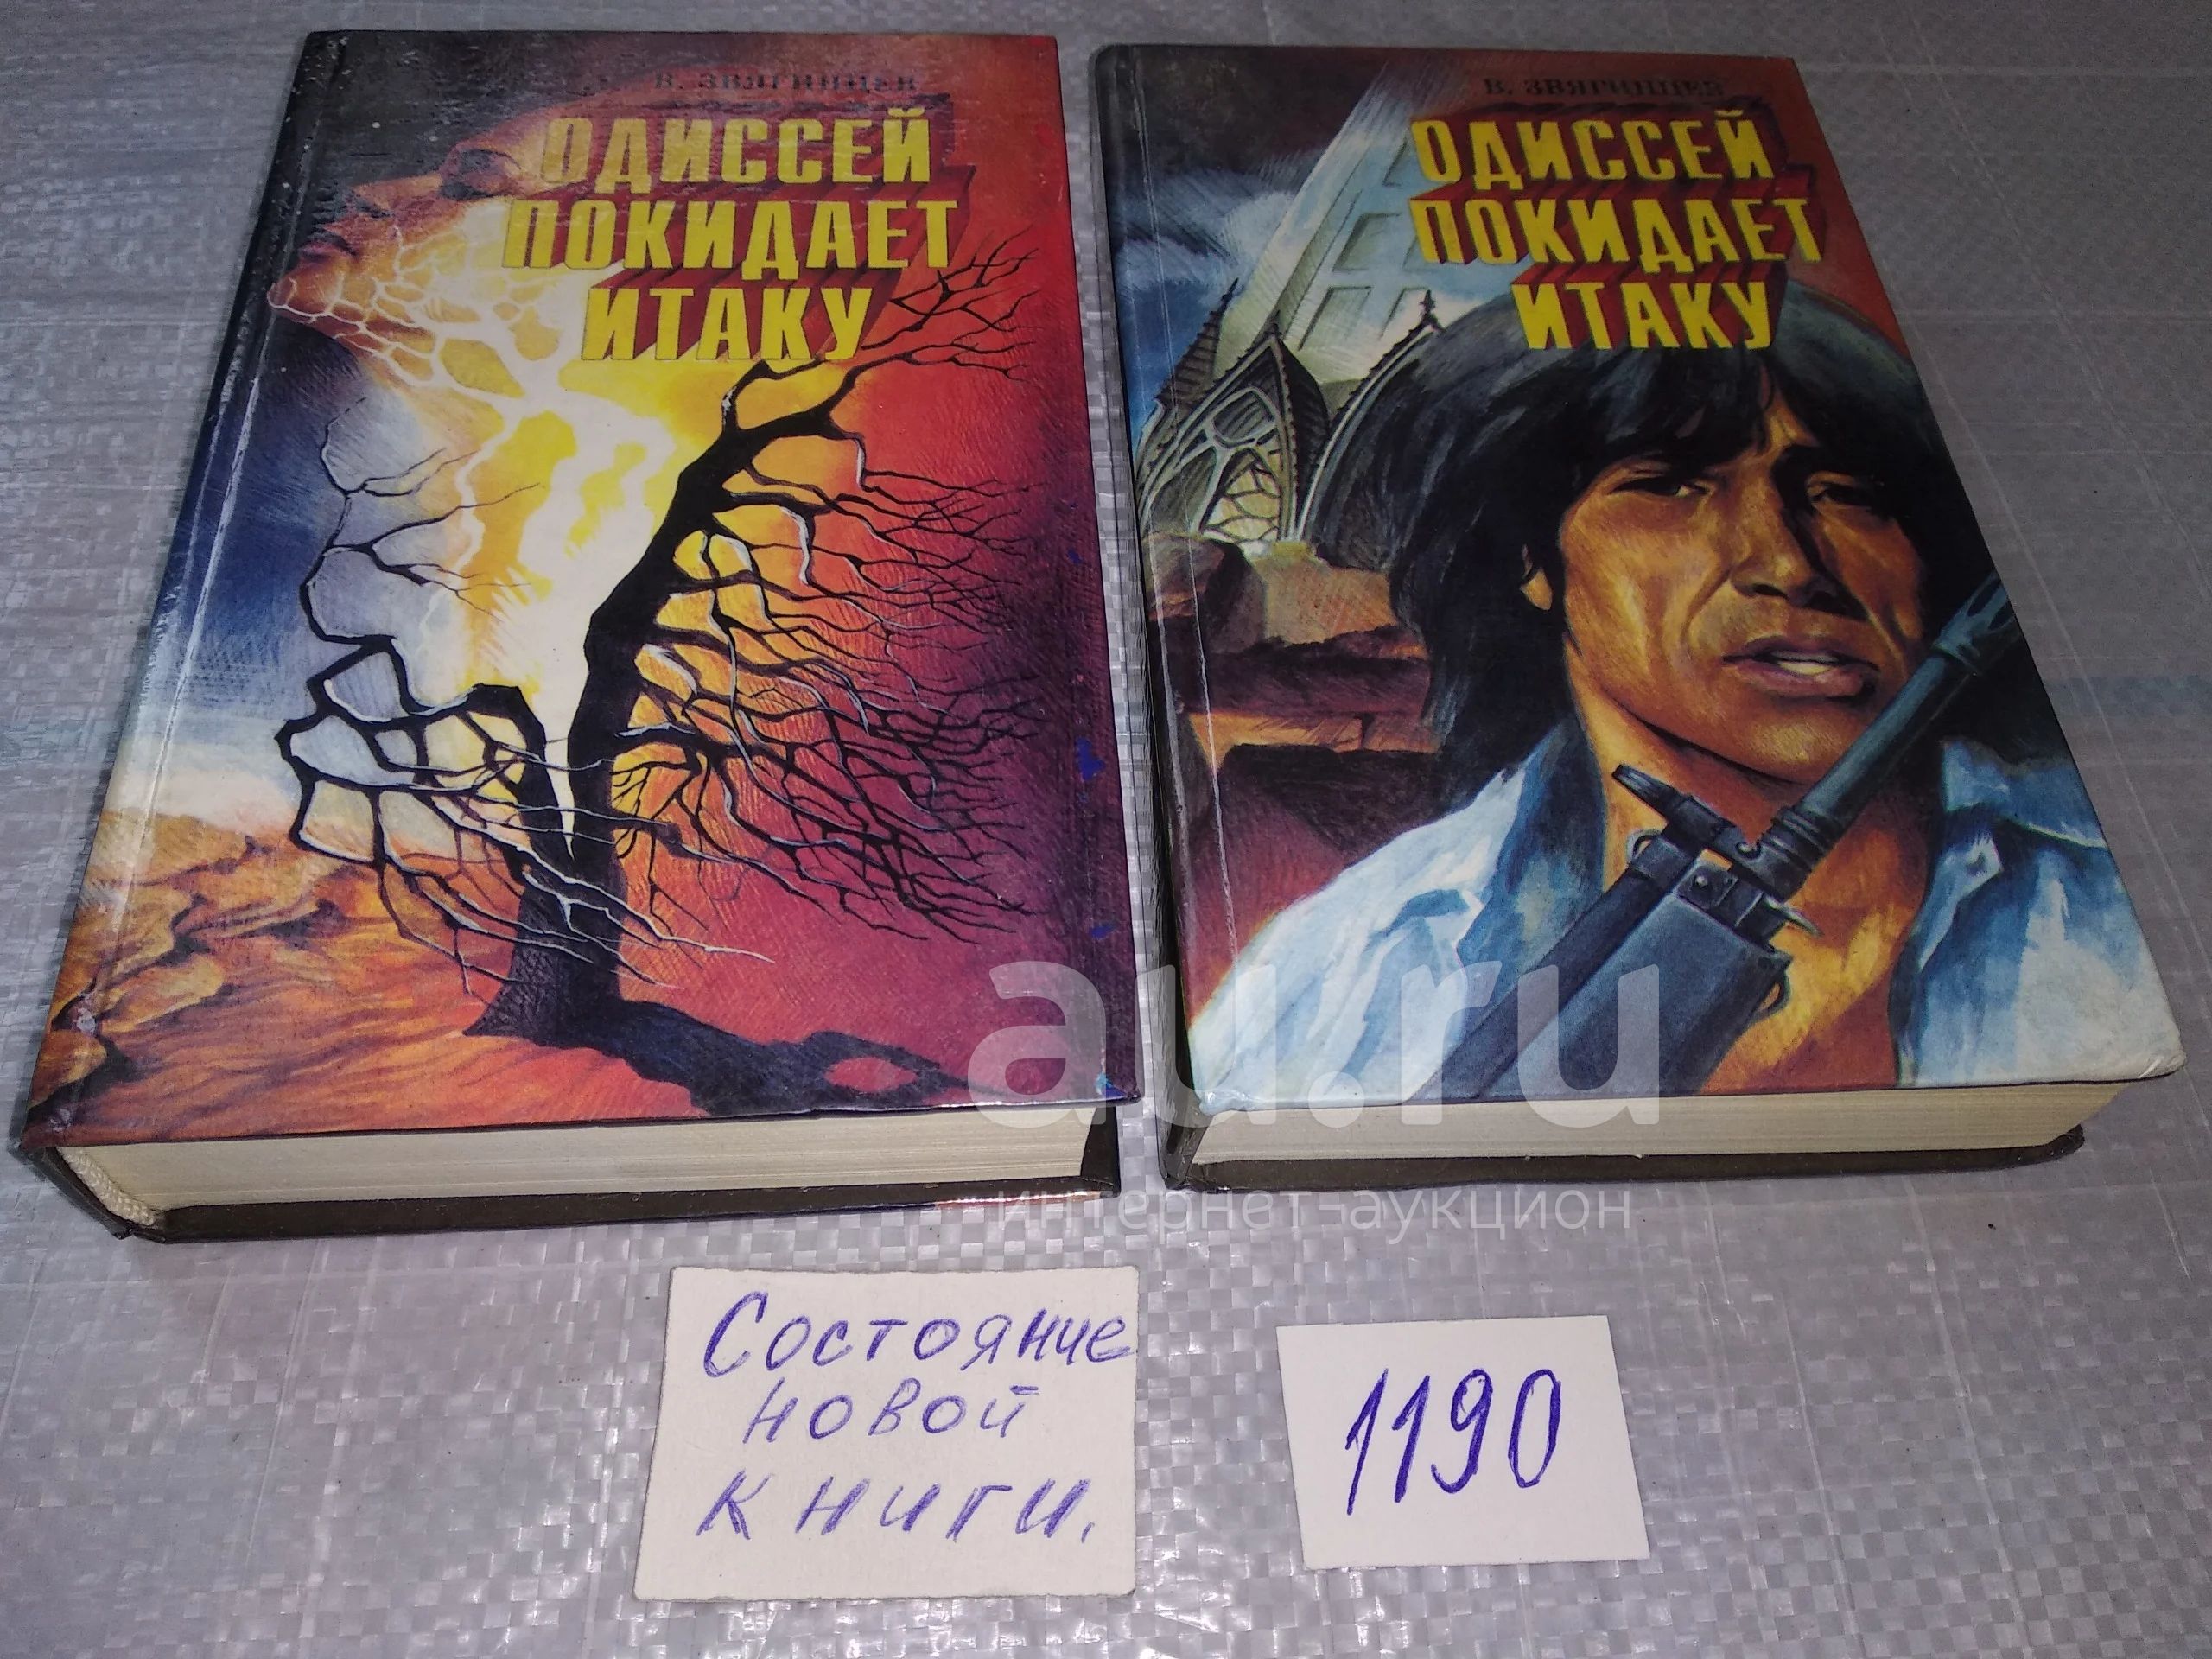 В. ЗВЯГИНЦЕВ
ОДИССЕЙ
ПОКИДАЕТ
ИТАКУ
В. ЗВЯГИНЦЕВ
ОДИССЕЙ
ПОКИДАЕТ
ИТАКУ
au.ru
интернет-аукцион
Состояние
новой
книги.
1190